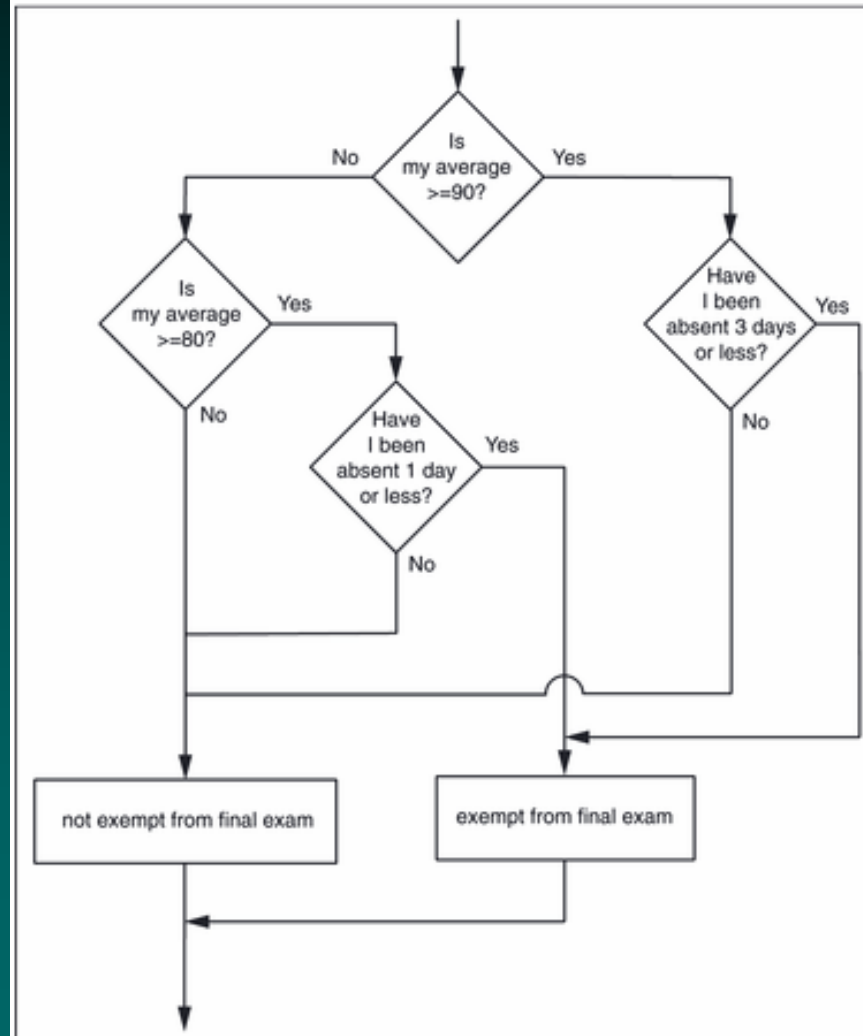 Is
my average
>=90?
No
Yes
Is
my average
>=80?
Yes
No
Have
I been
absent 3 days
or less?
Yes
No
Have
I been
absent 1 day
or less?
Yes
No
not exempt from final exam
exempt from final exam